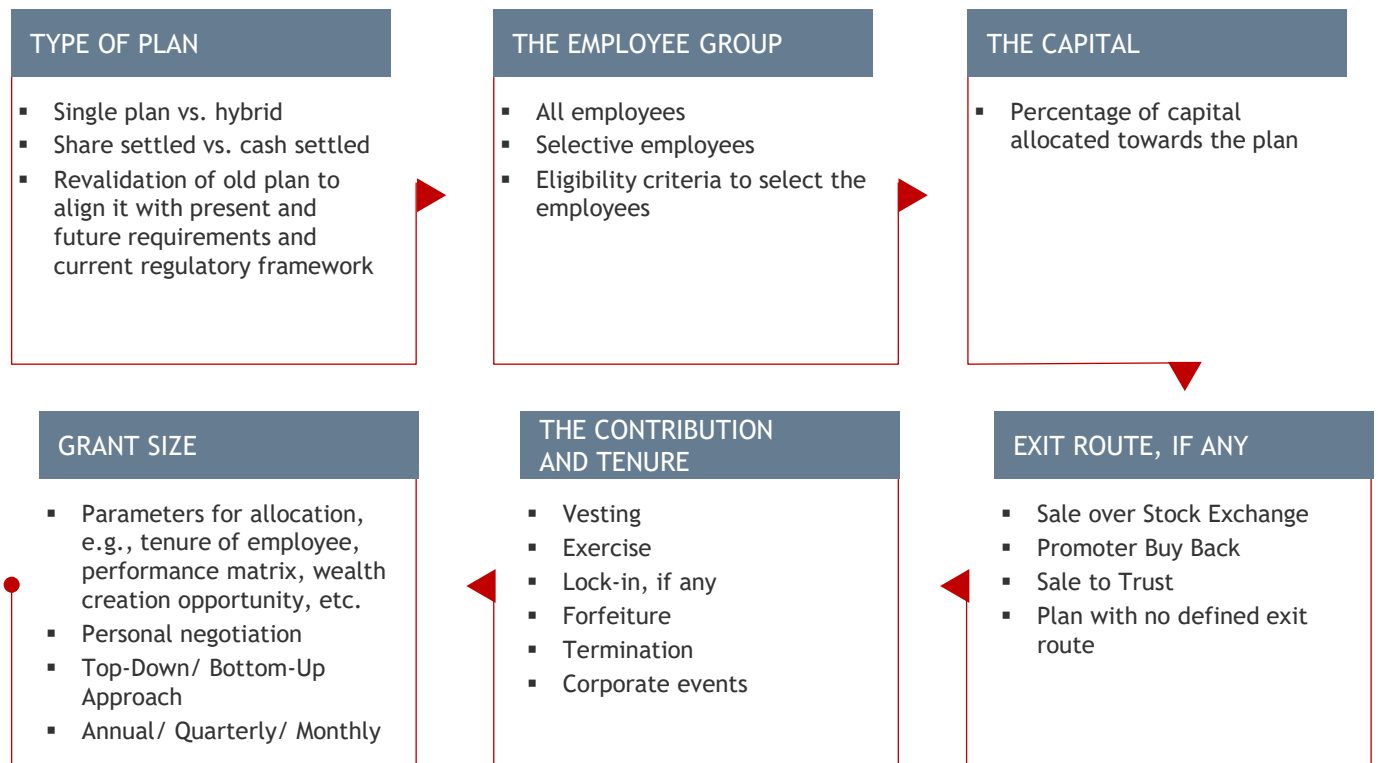 TYPE OF PLAN
▪ Single plan vs. hybrid
▪ Share settled vs. cash settled
▪ Revalidation of old plan to
align it with present and
future requirements and
current regulatory framework
THE EMPLOYEE GROUP
▪ All employees
▪ Selective employees
▪ Eligibility criteria to select the
employees
THE CAPITAL
▪ Percentage of capital
allocated towards the plan
GRANT SIZE
▪ Parameters for allocation,
e.g., tenure of employee,
performance matrix, wealth
creation opportunity, etc.
▪ Personal negotiation
▪ Top-Down/ Bottom-Up
Approach
▪ Annual/ Quarterly/ Monthly
THE CONTRIBUTION
AND TENURE
▪ Vesting
▪ Exercise
▪ Lock-in, if any
▪ Forfeiture
▪ Termination
▪ Corporate events
EXIT ROUTE, IF ANY
▪ Sale over Stock Exchange
▪ Promoter Buy Back
▪ Sale to Trust
▪ Plan with no defined exit
route